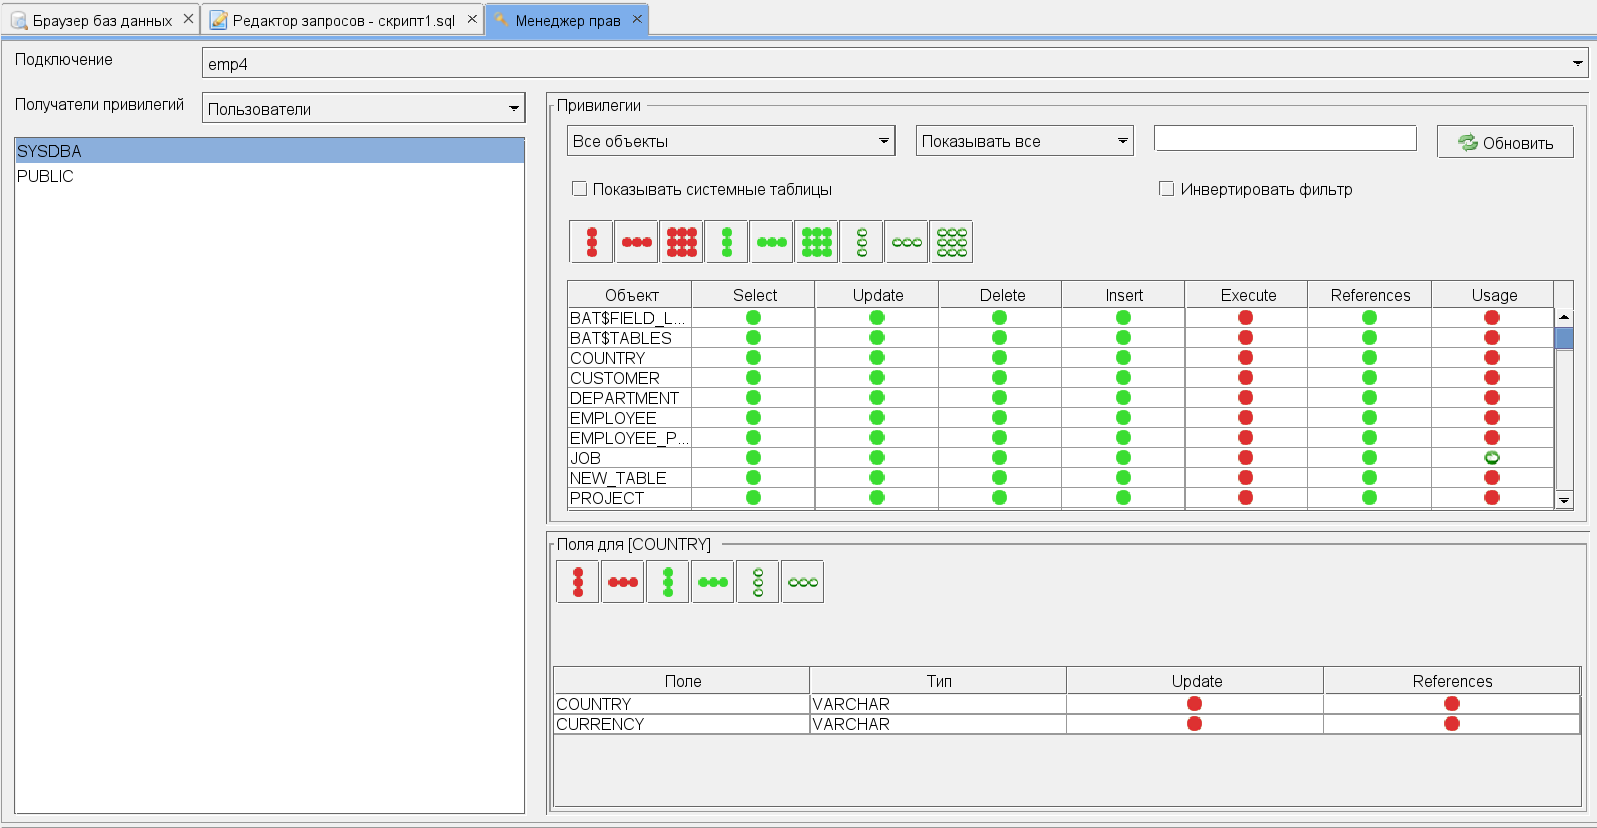 Браузер баз данных
Редактор запросов - скрипт1.sql
Менеджер прав
Подключение
emp4
Получатели привилегий
Пользователи
SYSDBA
PUBLIC
Привилегии
Все объекты
Показывать все
Обновить
Показывать системные таблицы
Инвертировать фильтр
Объект Select Update Delete Insert Execute References Usage
BAT$FIELD_L...
BAT$TABLES
COUNTRY
CUSTOMER
DEPARTMENT
EMPLOYEE
EMPLOYEE_P...
JOB
NEW_TABLE
PROJECT
Поля для [COUNTRY]
Поле Тип Update References
COUNTRY VARCHAR
CURRENCY VARCHAR